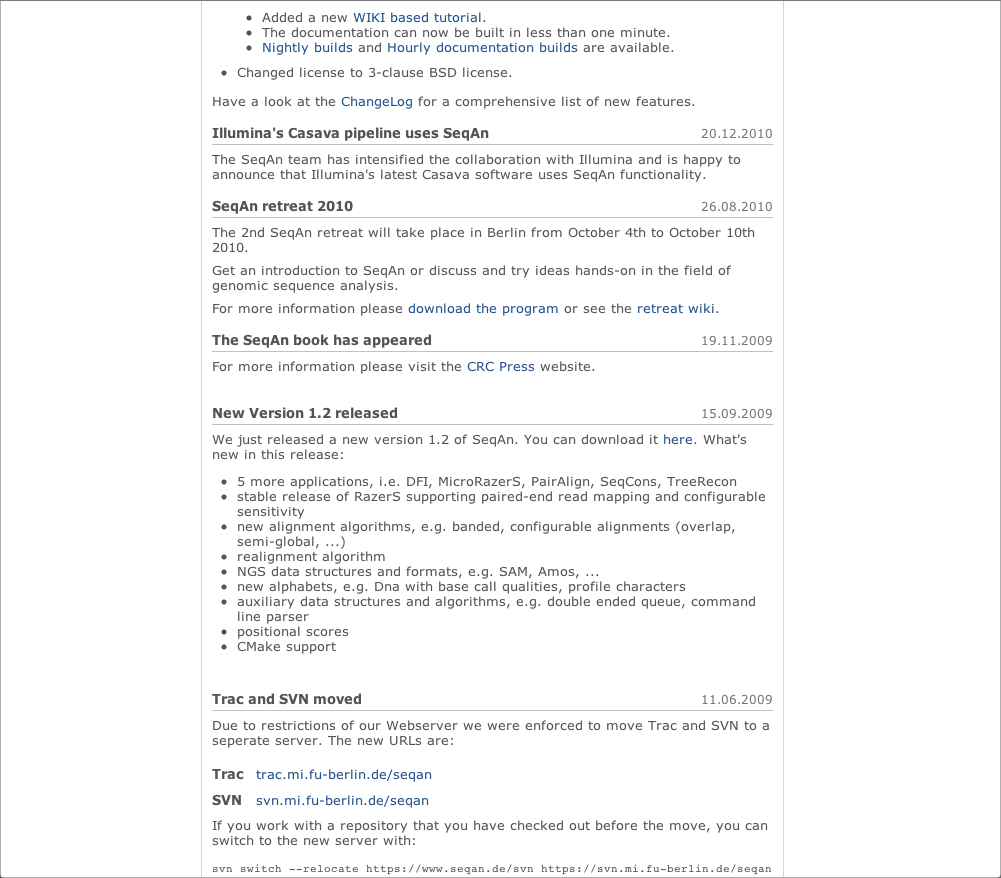 • Added a new WIKI based tutorial.
• The documentation can now be built in less than one minute.
• Nightly builds and Hourly documentation builds are available.
• Changed license to 3-clause BSD license.
Have a look at the ChangeLog for a comprehensive list of new features.
Illumina's Casava pipeline uses SeqAn 20.12.2010
The SeqAn team has intensified the collaboration with Illumina and is happy to
announce that Illumina's latest Casava software uses SeqAn functionality.
SeqAn retreat 2010 26.08.2010
The 2nd SeqAn retreat will take place in Berlin from October 4th to October 10th
2010.
Get an introduction to SeqAn or discuss and try ideas hands-on in the field of
genomic sequence analysis.
For more information please download the program or see the retreat wiki.
The SeqAn book has appeared 19.11.2009
For more information please visit the CRC Press website.
New Version 1.2 released 15.09.2009
We just released a new version 1.2 of SeqAn. You can download it here. What's
new in this release:
• 5 more applications, i.e. DFI, MicroRazerS, PairAlign, SeqCons, TreeRecon
• stable release of RazerS supporting paired-end read mapping and configurable
sensitivity
• new alignment algorithms, e.g. banded, configurable alignments (overlap,
semi-global, ...)
• realignment algorithm
• NGS data structures and formats, e.g. SAM, Amos, ...
• new alphabets, e.g. Dna with base call qualities, profile characters
• auxiliary data structures and algorithms, e.g. double ended queue, command
line parser
• positional scores
• CMake support
Trac and SVN moved 11.06.2009
Due to restrictions of our Webserver we were enforced to move Trac and SVN to a
seperate server. The new URLs are:
Trac trac.mi.fu-berlin.de/seqan
SVN svn.mi.fu-berlin.de/seqan
If you work with a repository that you have checked out before the move, you can
switch to the new server with:
svn switch --relocate https://www.seqan.de/svn https://svn.mi.fu-berlin.de/seqan